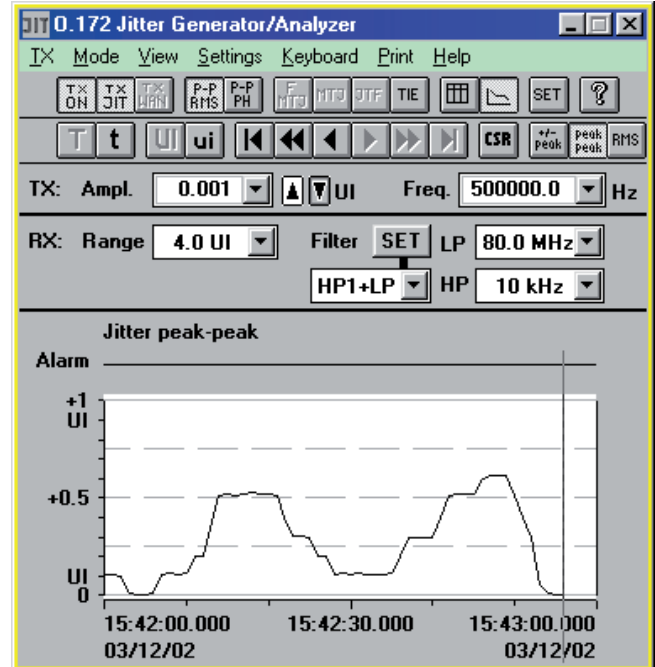 JIT O.172 Jitter Generator/Analyzer
TX Mode View Settings Keyboard Print Help
TX ON TX JIT TX WAN P-P RMS P-P PH F MTJ MTJ JTF TIE SET ?
T t UI ui CSR +/- peak peak peak RMS
TX: Ampl. 0.001 UI Freq. 500000.0 Hz
RX: Range 4.0 UI Filter SET LP 80.0 MHz
HP1+LP HP 10 kHz
Jitter peak-peak
Alarm
+1
UI
+0.5
UI
0
15:42:00.000 15:42:30.000 15:43:00.000
03/12/02 03/12/02